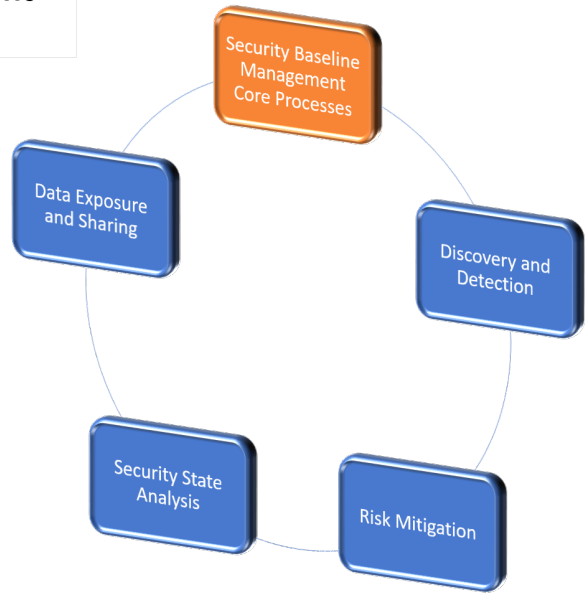 Security Baseline
Management
Core Processes
Data Exposure
and Sharing
Discovery and
Detection
Security State
Analysis
Risk Mitigation